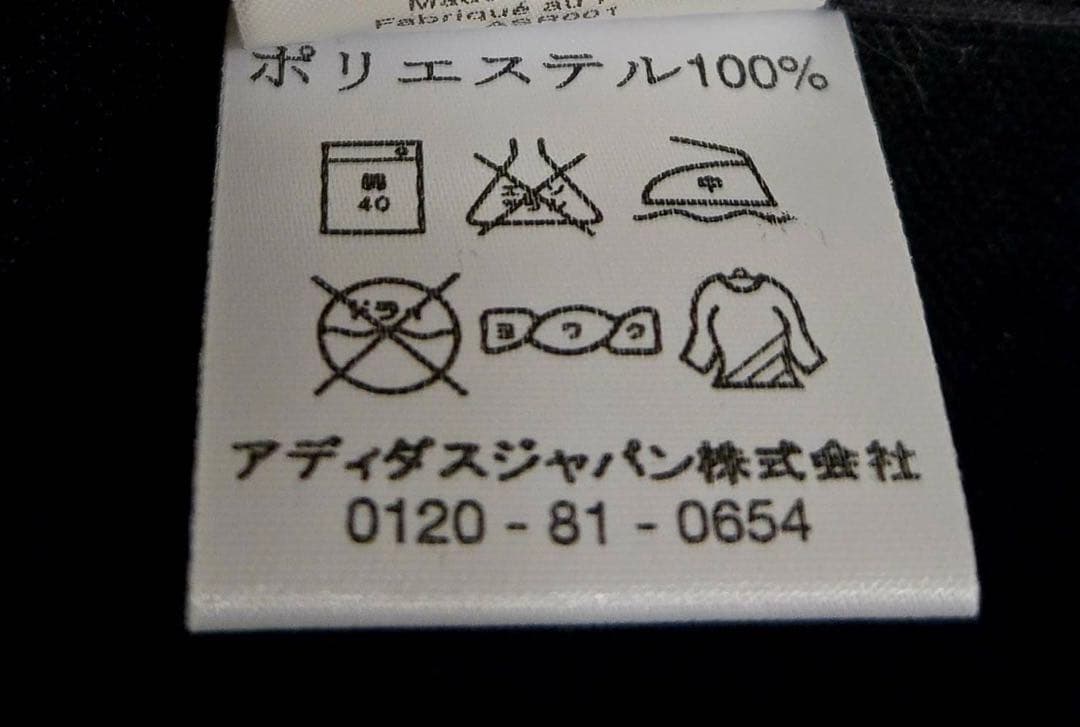 Fabriqué au
ポリエステル100%
弱
40
エンソ
サラシ
中
ドライ
ヨワク
アディダスジャパン株式会社
0120 - 81 - 0654